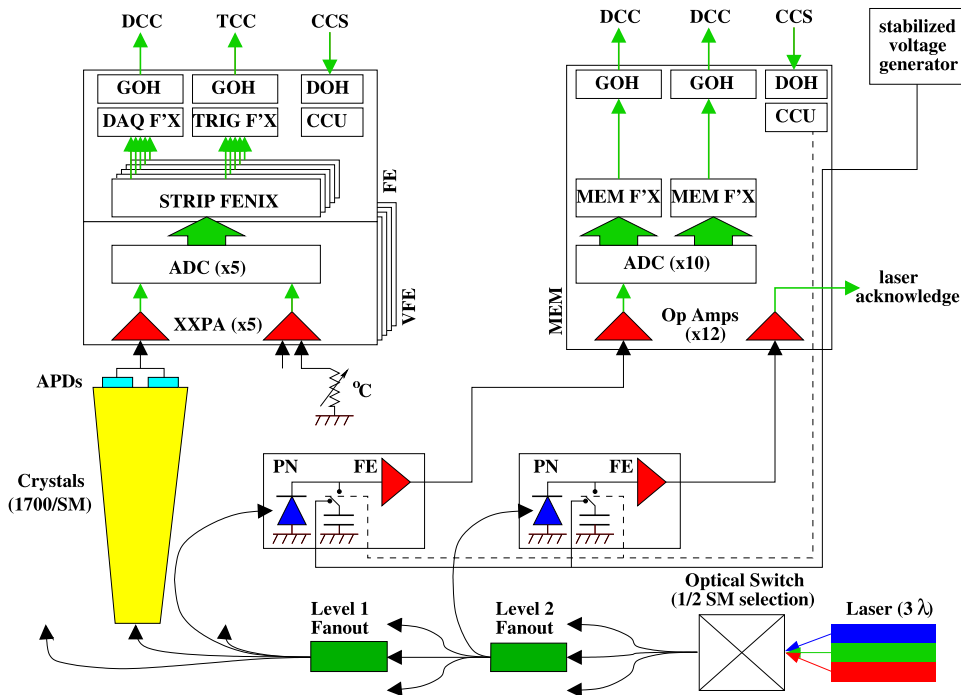 DCC
TCC
CCS
GOH
GOH
DOH
DAQ F'X
TRIG F'X
CCU
STRIP FENIX
FE
ADC (x5)
VFE
XXPA (x5)
APDs
°C
Crystals
(1700/SM)
DCC
DCC
CCS
GOH
GOH
DOH
CCU
MEM F'X
MEM F'X
ADC (x10)
MEM
Op Amps
(x12)
stabilized
voltage
generator
laser
acknowledge
PN
FE
PN
FE
Level 1
Fanout
Level 2
Fanout
Optical Switch
(1/2 SM selection)
Laser (3 λ)